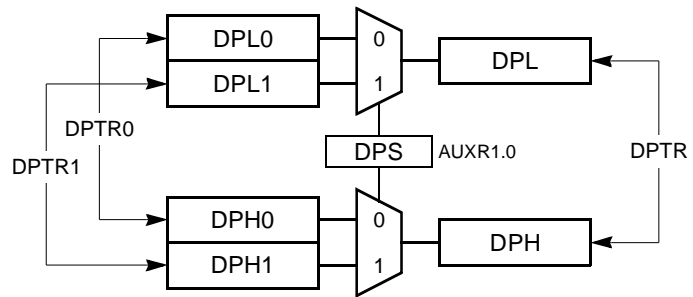 DPL0
0
DPL
DPL1
1
DPTR0
DPS
AUXR1.0
DPTR
DPTR1
DPH0
0
DPH
DPH1
1